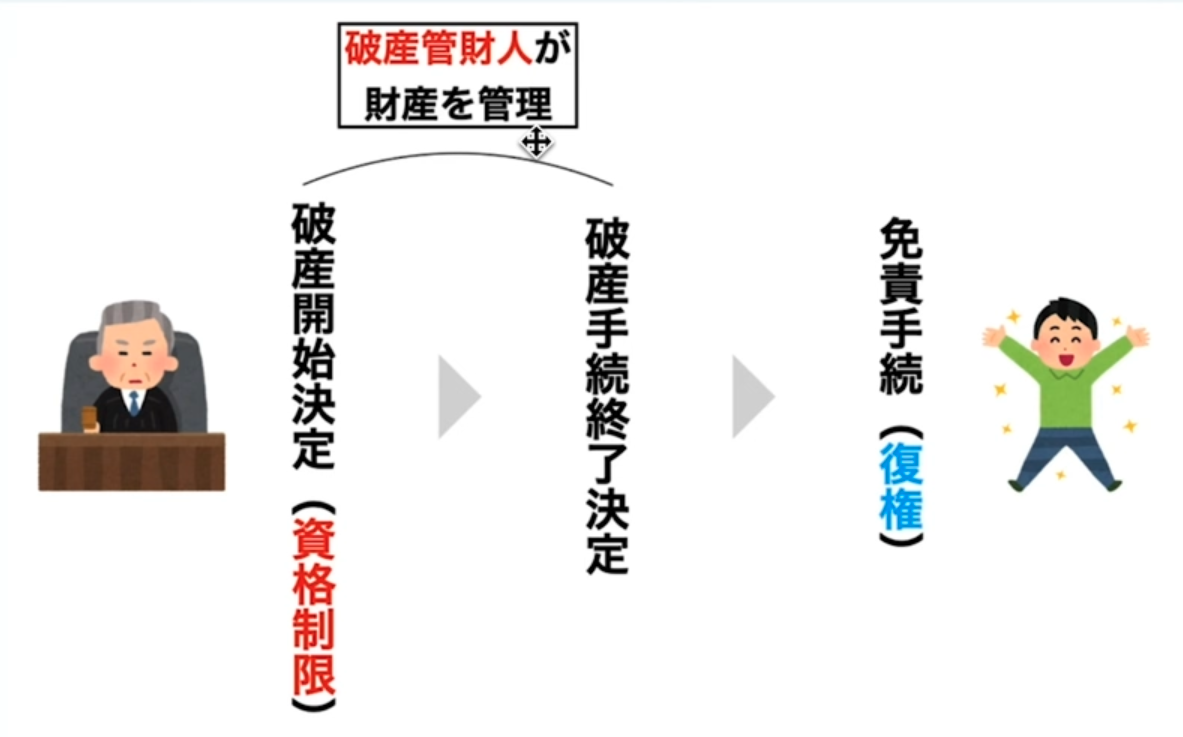 破産管財人が
財産を管理
破産開始決定（資格制限）
破産手続終了決定
免責手続（復権）